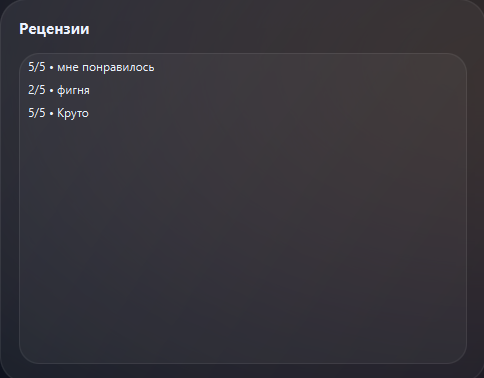 Рецензии
5/5 • мне понравилось
2/5 • фигня
5/5 • Круто